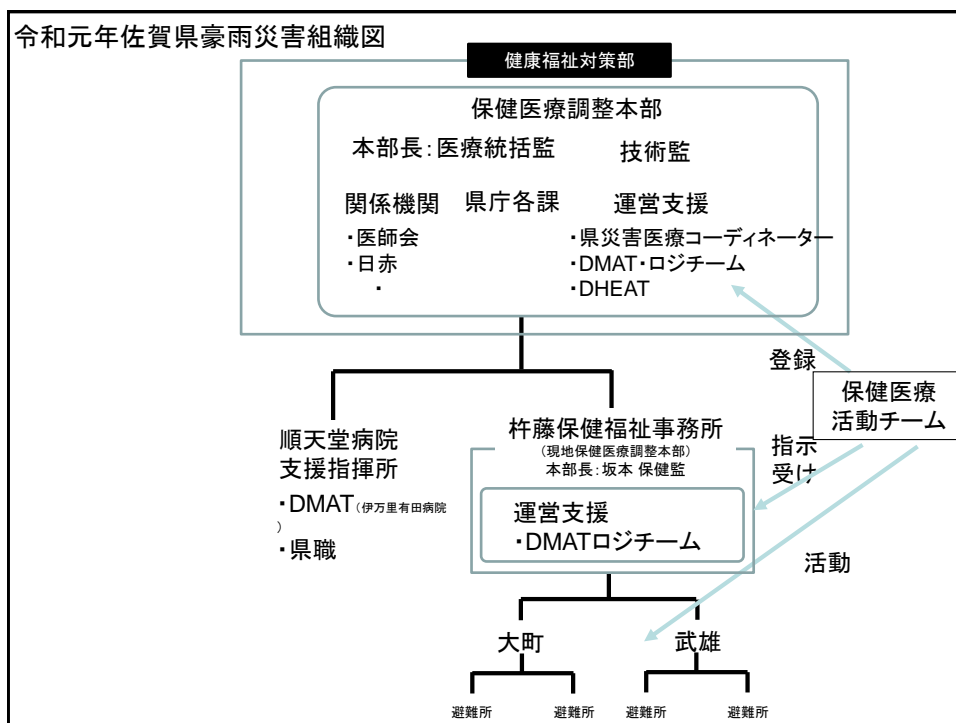 令和元年佐賀県豪雨災害組織図
健康福祉対策部
保健医療調整本部
本部長：医療統括監
技術監
関係機関
県庁各課
運営支援
・医師会
・日赤
・
・県災害医療コーディネーター
・DMAT・ロジチーム
・DHEAT
登録
保健医療
活動チーム
指示
受け
活動
順天堂病院
支援指揮所
・DMAT（伊万里有田病院
）
・県職
杵藤保健福祉事務所
（現地保健医療調整本部）
本部長：坂本 保健監
運営支援
・DMATロジチーム
大町
武雄
避難所
避難所
避難所
避難所